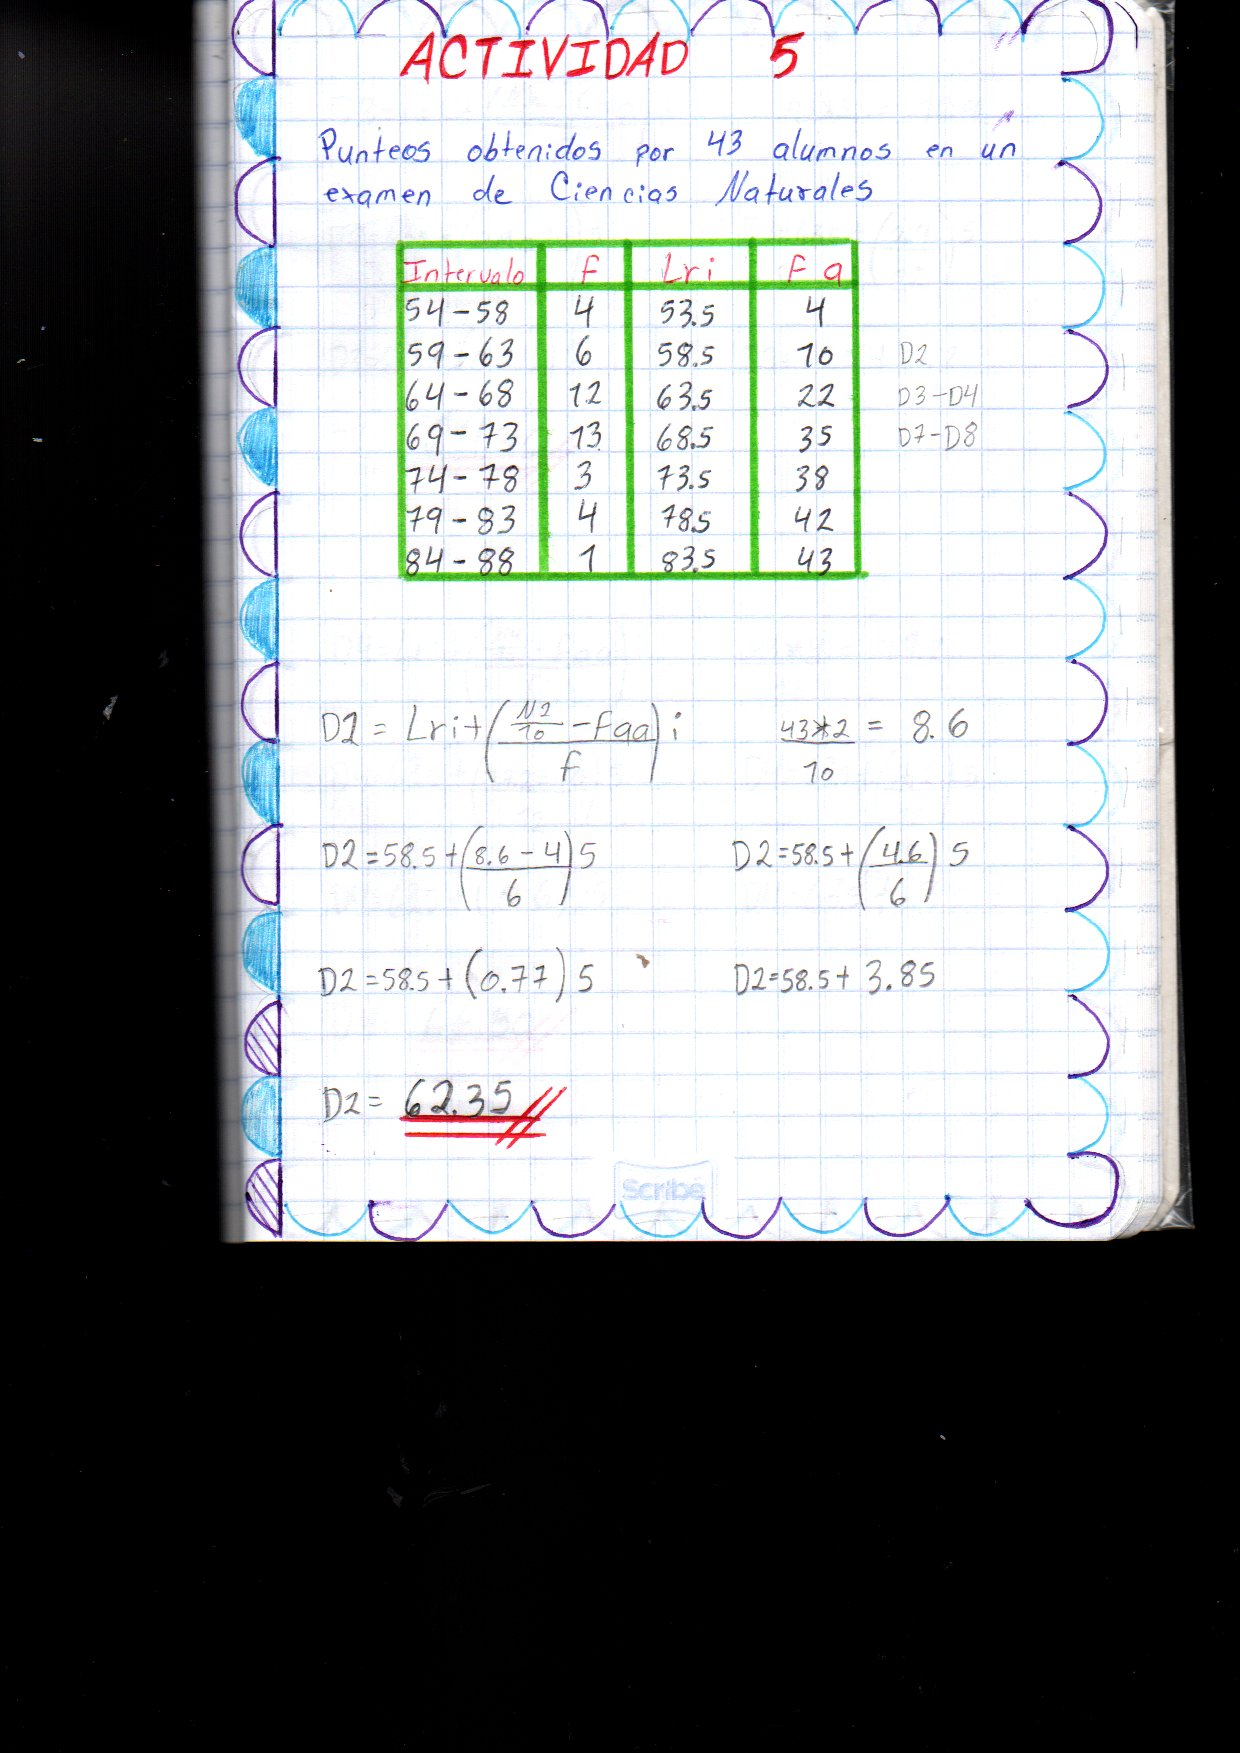 ACTIVIDAD 5
Punteos obtenidos por 43 alumnos en un
examen de Ciencias Naturales
Intervalo F Lri Fa
54-58 4 53.5 4
59-63 6 58.5 10 D2
64-68 12 63.5 22 D3-D4
69-73 13 68.5 35 D7-D8
74-78 3 73.5 38
79-83 4 78.5 42
84-88 1 83.5 43
D2 = Lri+(N2/10 - Faa / F) i 43*2/10 = 8.6
D2=58.5+(8.6-4/6)5 D2=58.5+(4.6/6)5
D2=58.5+(0.77)5 D2=58.5+3.85
D2= 62.35
Scribe